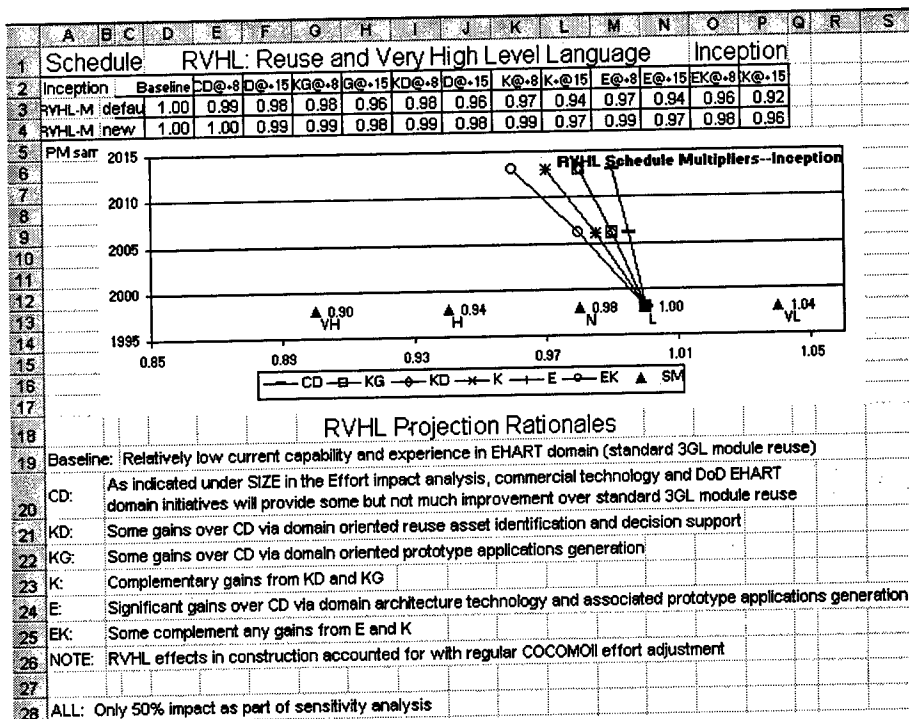 A B C D E F G H I J K L M N O P Q R S
1 Schedule RVHL: Reuse and Very High Level Language Inception
2 Inception Baseline CD@+8 D@+15 KG@+8 G@+15 KD@+8 D@+15 K@+8 K+@15 E@+8 E@+15 EK@+8 K@+15
3 RVHL-M defau 1.00 0.99 0.98 0.98 0.96 0.98 0.96 0.97 0.94 0.97 0.94 0.96 0.92
4 RVHL-M new 1.00 1.00 0.99 0.99 0.98 0.99 0.98 0.99 0.97 0.99 0.97 0.98 0.96
5 PM sam
6
7
8
9
10
11
12
13
14
15
16
17
RVHL Schedule Multipliers--Inception
2015
2010
2005
2000
1995
0.90 0.94 0.98 1.00 1.04
VH H N L VL
0.85 0.89 0.93 0.97 1.01 1.05
CD KG KD K E EK SM
18 RVHL Projection Rationales
19 Baseline: Relatively low current capability and experience in EHART domain (standard 3GL module reuse)
20 CD: As indicated under SIZE in the Effort impact analysis, commercial technology and DoD EHART
domain initiatives will provide some but not much improvement over standard 3GL module reuse
21 KD: Some gains over CD via domain oriented reuse asset identification and decision support
22 KG: Some gains over CD via domain oriented prototype applications generation
23 K: Complementary gains from KD and KG
24 E: Significant gains over CD via domain architecture technology and associated prototype applications generation
25 EK: Some complement any gains from E and K
26 NOTE: RVHL effects in construction accounted for with regular COCOMOII effort adjustment
27
28 ALL: Only 50% impact as part of sensitivity analysis